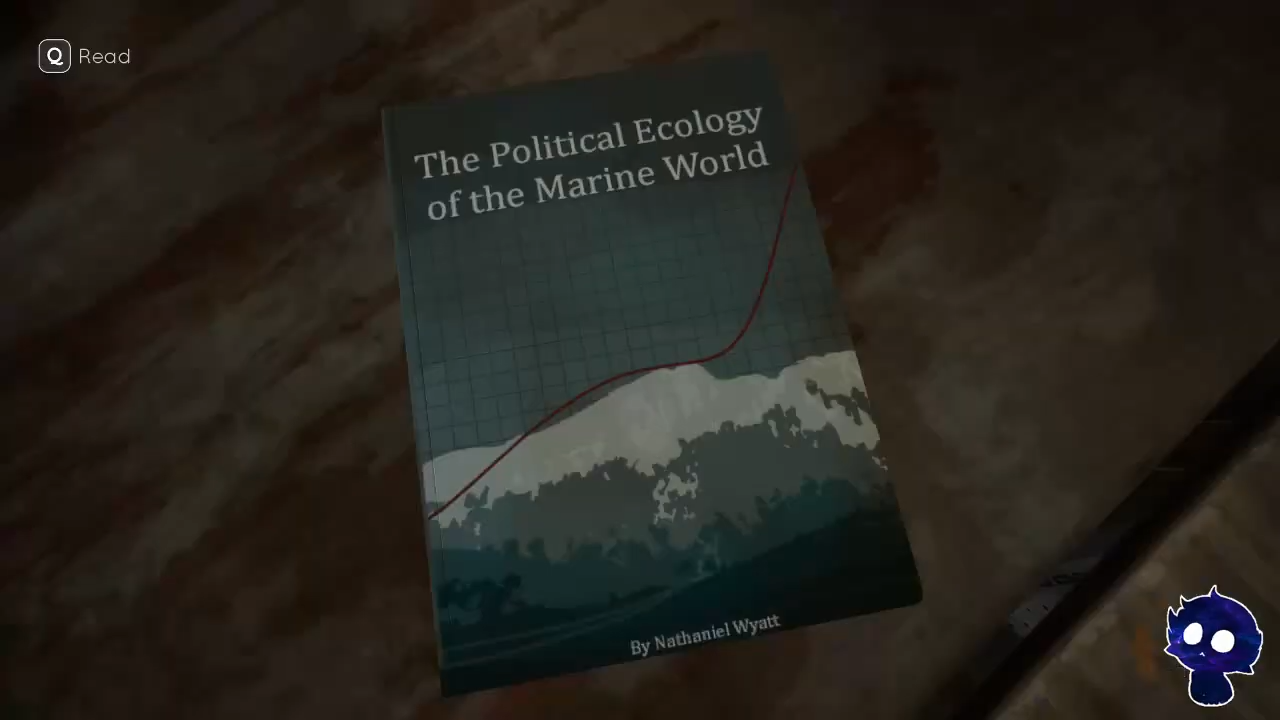 Q Read
The Political Ecology
of the Marine World
By Nathaniel Wyatt